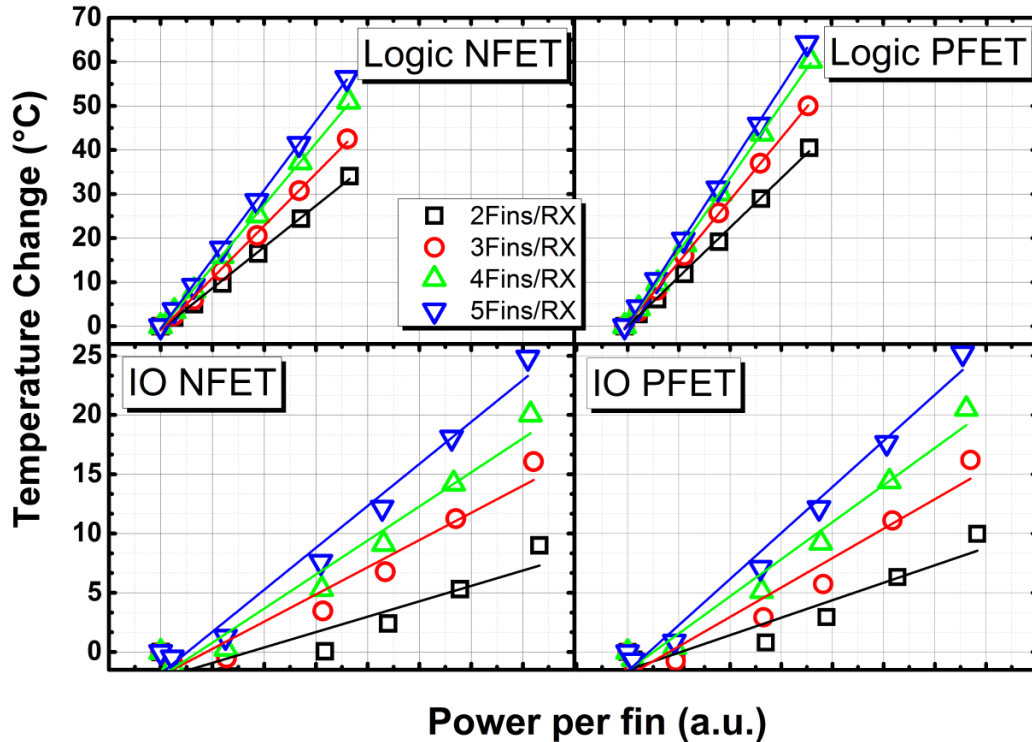 Temperature Change (°C)
70
60
50
40
30
20
10
0
Logic NFET
Logic PFET
2Fins/RX
3Fins/RX
4Fins/RX
5Fins/RX
25
20
15
10
5
0
IO NFET
IO PFET
Power per fin (a.u.)